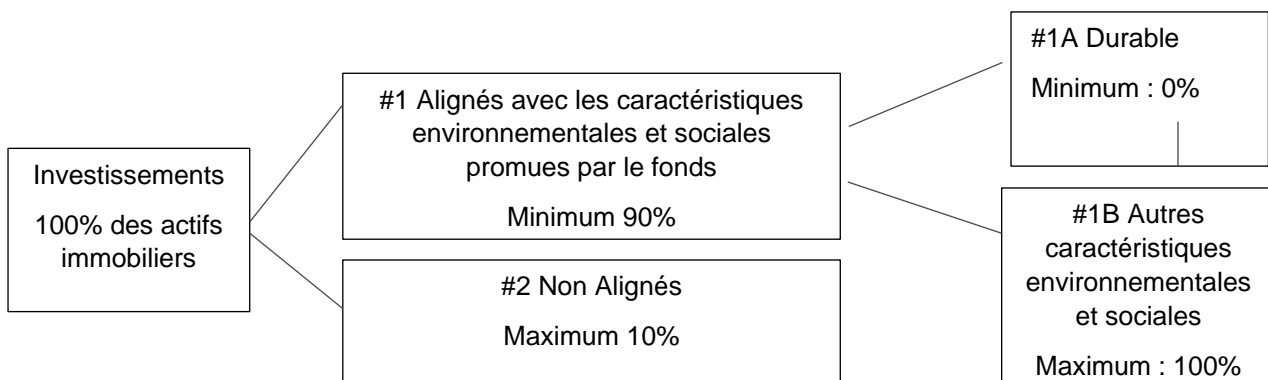 Investissements
100% des actifs
immobiliers
#1 Alignés avec les caractéristiques
environnementales et sociales
promues par le fonds
Minimum 90%
#2 Non Alignés
Maximum 10%
#1A Durable
Minimum : 0%
#1B Autres
caractéristiques
environnementales
et sociales
Maximum : 100%